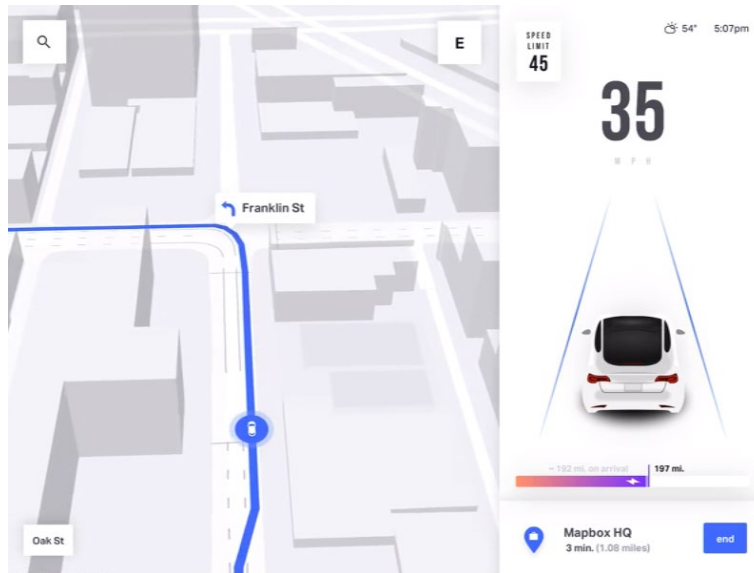 E
Franklin St
Oak St
SPEED
LIMIT
45
54°
5:07pm
35
MPH
~ 192 mi. on arrival
197 mi.
Mapbox HQ
3 min. (1.08 miles)
end